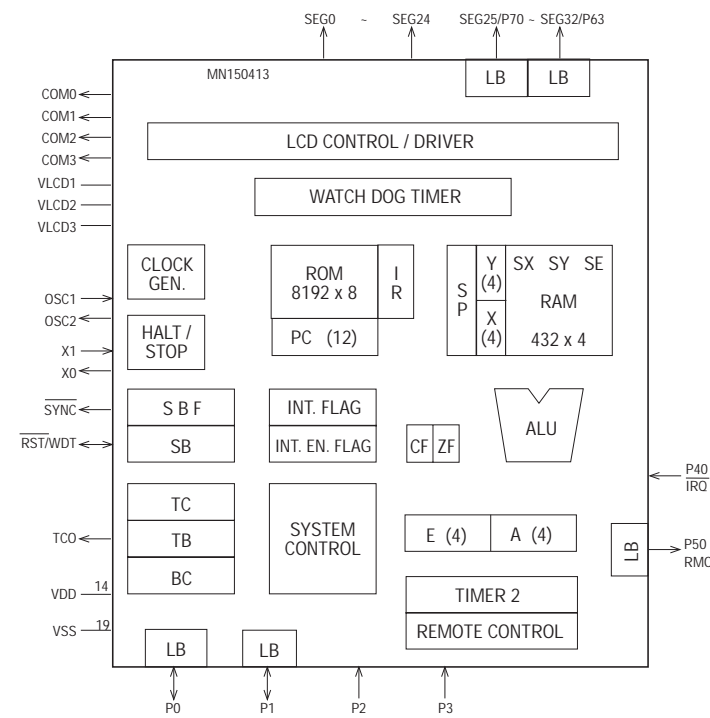 SEG0 ~ SEG24 SEG25/P70 ~ SEG32/P63
MN150413
LB LB
COM0
COM1
COM2
COM3
LCD CONTROL / DRIVER
VLCD1
VLCD2
VLCD3
WATCH DOG TIMER
CLOCK
GEN.
ROM
8192 x 8
I
R
PC (12)
S
P
Y
(4)
X
(4)
SX SY SE
RAM
432 x 4
OSC1
OSC2
HALT /
STOP
X1
X0
SYNC
S B F
INT. FLAG
RST/WDT
SB
INT. EN. FLAG
CF ZF
ALU
P40
IRQ
TC
TB
BC
TCO
SYSTEM
CONTROL
E (4) A (4)
LB
P50
RMO
VDD 14
VSS 19
TIMER 2
REMOTE CONTROL
LB LB
P0 P1 P2 P3